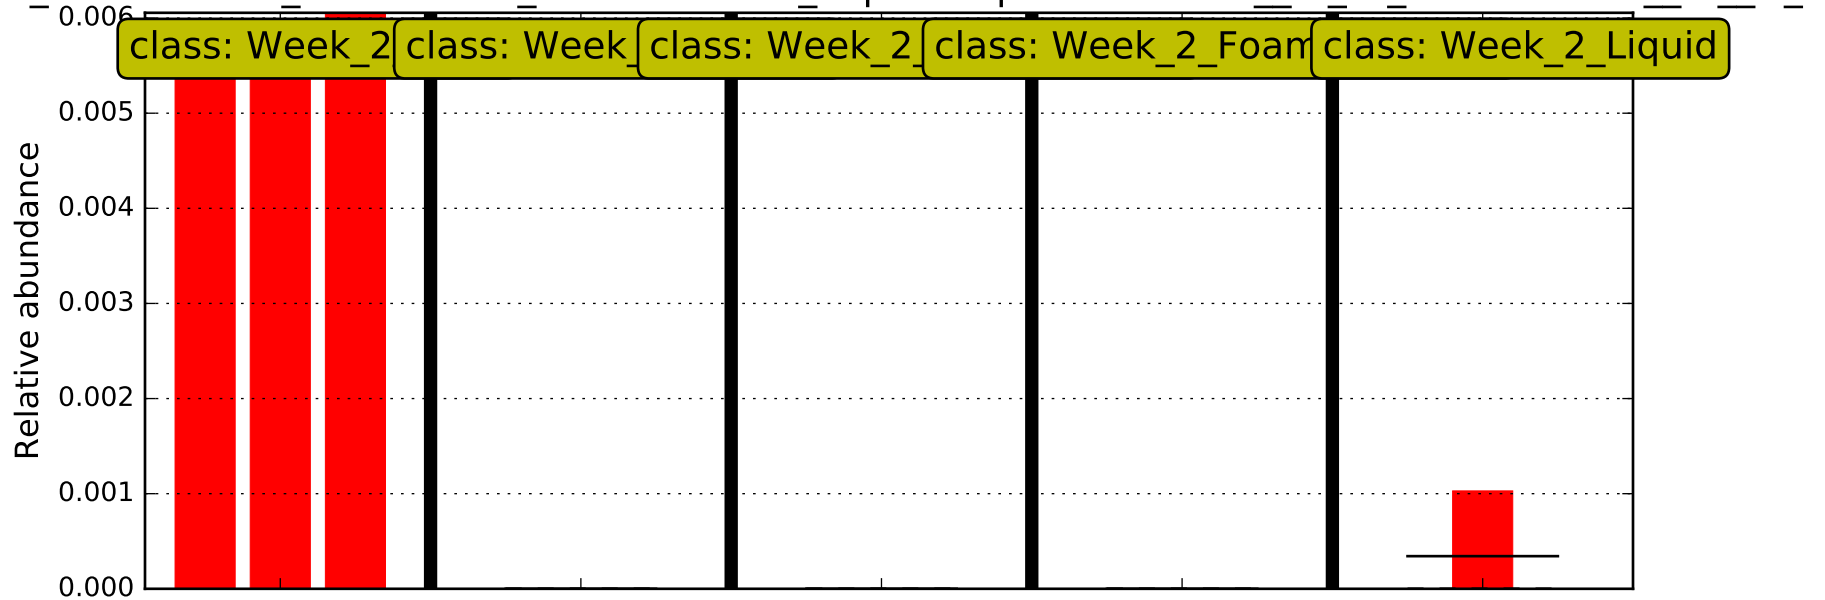 0.006
class: Week_2
class: Week_
class: Week_2_
class: Week_2_Foam
class: Week_2_Liquid
0.005
0.004
0.003
0.002
0.001
0.000
Relative abundance